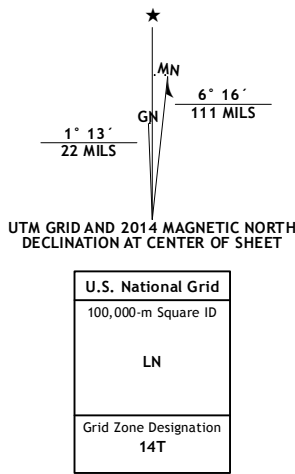 ★
MN
GN
6° 16´
111 MILS
1° 13´
22 MILS
UTM GRID AND 2014 MAGNETIC NORTH
DECLINATION AT CENTER OF SHEET
U.S. National Grid
100,000-m Square ID
LN
Grid Zone Designation
14T